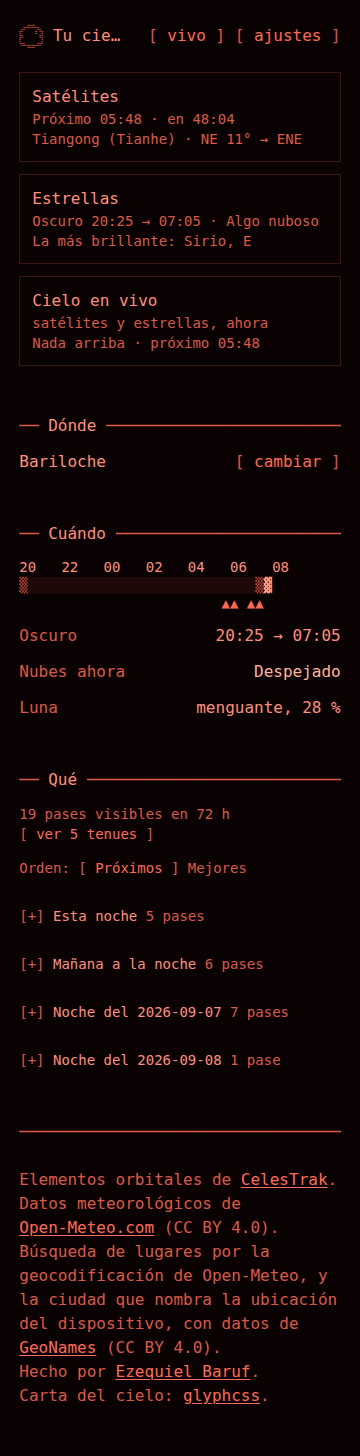 Tu cie… [ vivo ] [ ajustes ]
Satélites
Próximo 05:48 · en 48:04
Tiangong (Tianhe) · NE 11° → ENE
Estrellas
Oscuro 20:25 → 07:05 · Algo nuboso
La más brillante: Sirio, E
Cielo en vivo
satélites y estrellas, ahora
Nada arriba · próximo 05:48
Dónde
Bariloche [ cambiar ]
Cuándo
20 22 00 02 04 06 08
▲▲ ▲▲
Oscuro 20:25 → 07:05
Nubes ahora Despejado
Luna menguante, 28 %
Qué
19 pases visibles en 72 h
[ ver 5 tenues ]
Orden: [ Próximos ] Mejores
[+] Esta noche 5 pases
[+] Mañana a la noche 6 pases
[+] Noche del 2026-09-07 7 pases
[+] Noche del 2026-09-08 1 pase
Elementos orbitales de CelesTrak.
Datos meteorológicos de
Open-Meteo.com (CC BY 4.0).
Búsqueda de lugares por la
geocodificación de Open-Meteo, y
la ciudad que nombra la ubicación
del dispositivo, con datos de
GeoNames (CC BY 4.0).
Hecho por Ezequiel Baruf.
Carta del cielo: glyphcss.